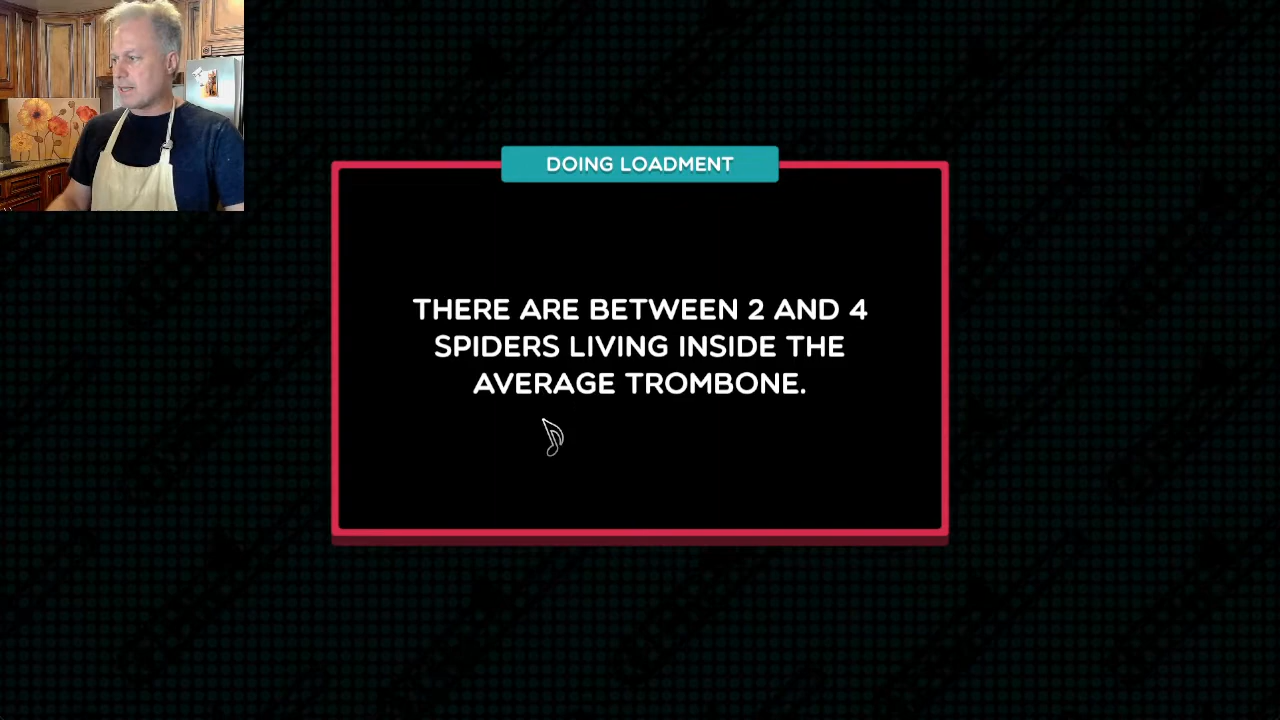 DOING LOADMENT
THERE ARE BETWEEN 2 AND 4
SPIDERS LIVING INSIDE THE
AVERAGE TROMBONE.